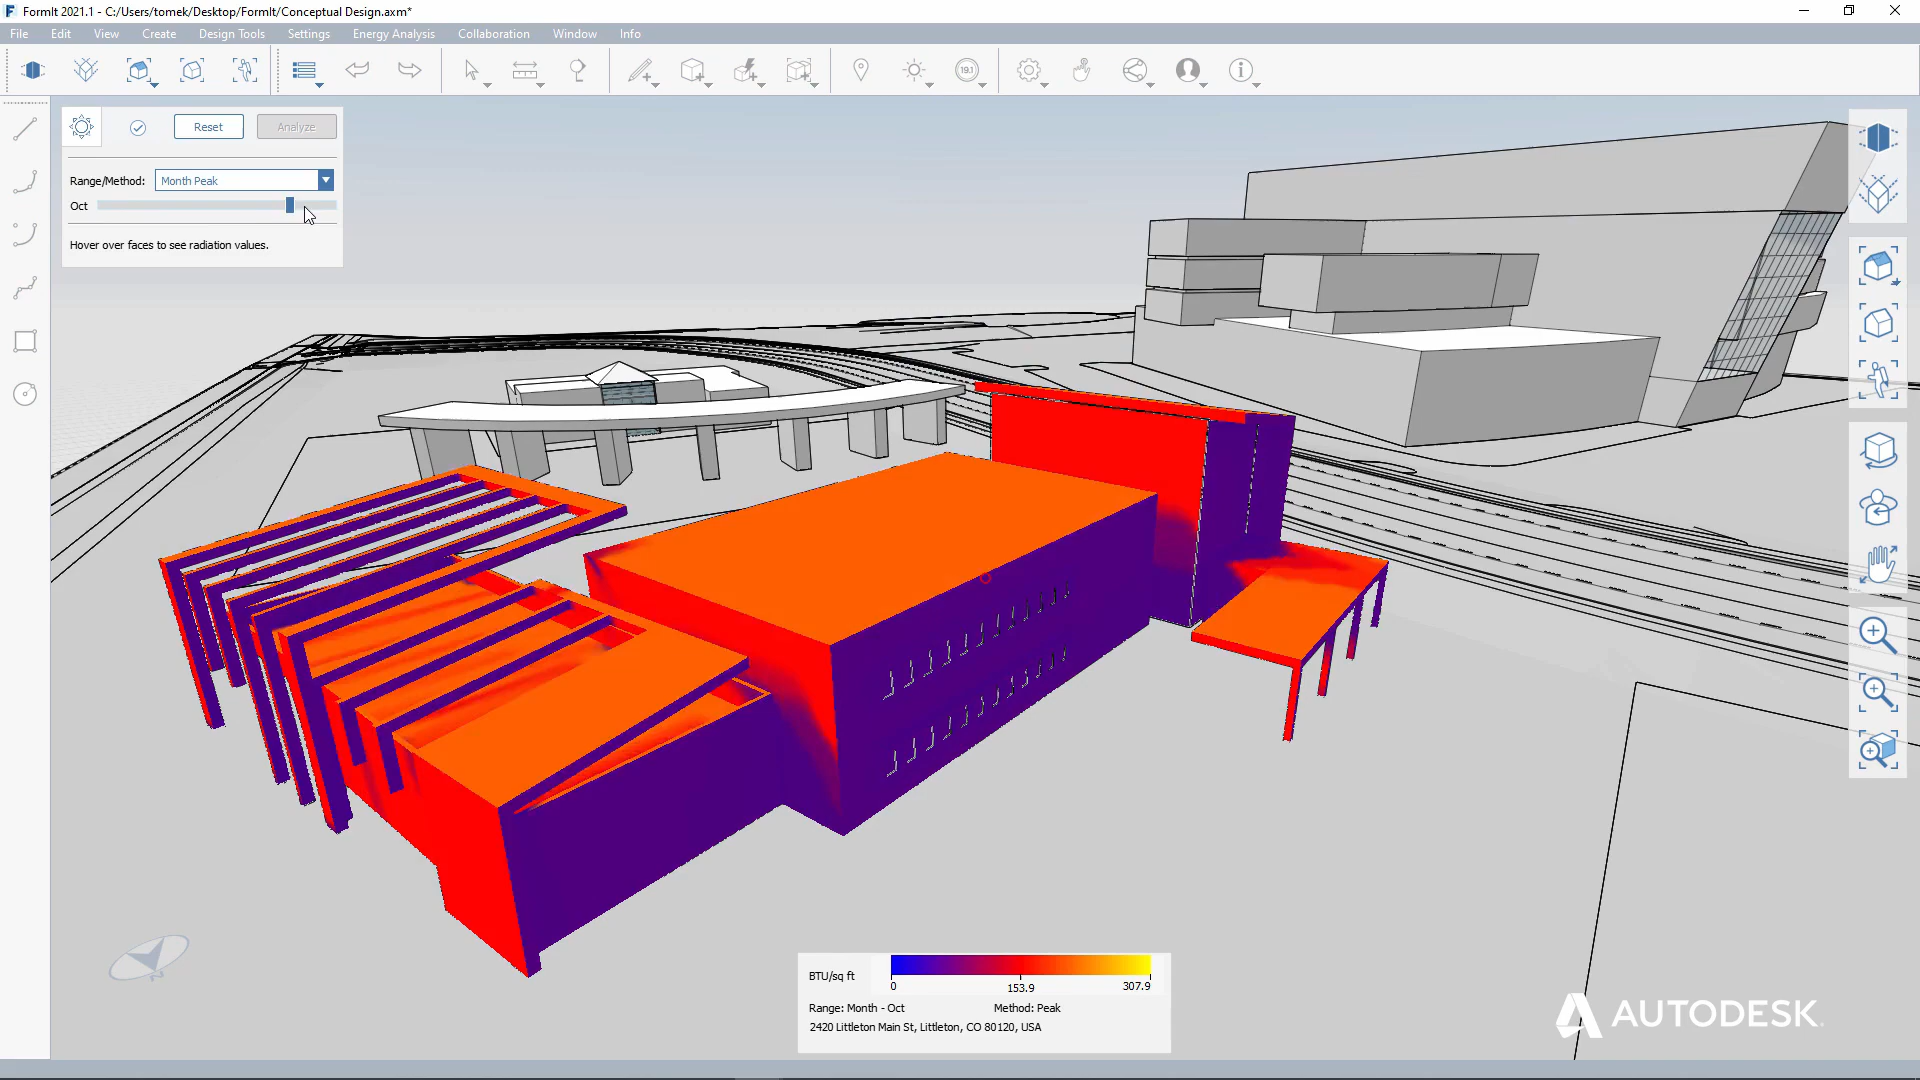 FormIt 2021.1 - C:/Users/tomek/Desktop/FormIt/Conceptual Design.axm*
File Edit View Create Design Tools Settings Energy Analysis Collaboration Window Info
19.1
Reset Analyze
Range/Method: Month Peak
Oct
Hover over faces to see radiation values.
BTU/sq ft
0 153.9 307.9
Range: Month - Oct Method: Peak
2420 Littleton Main St, Littleton, CO 80120, USA
AUTODESK.